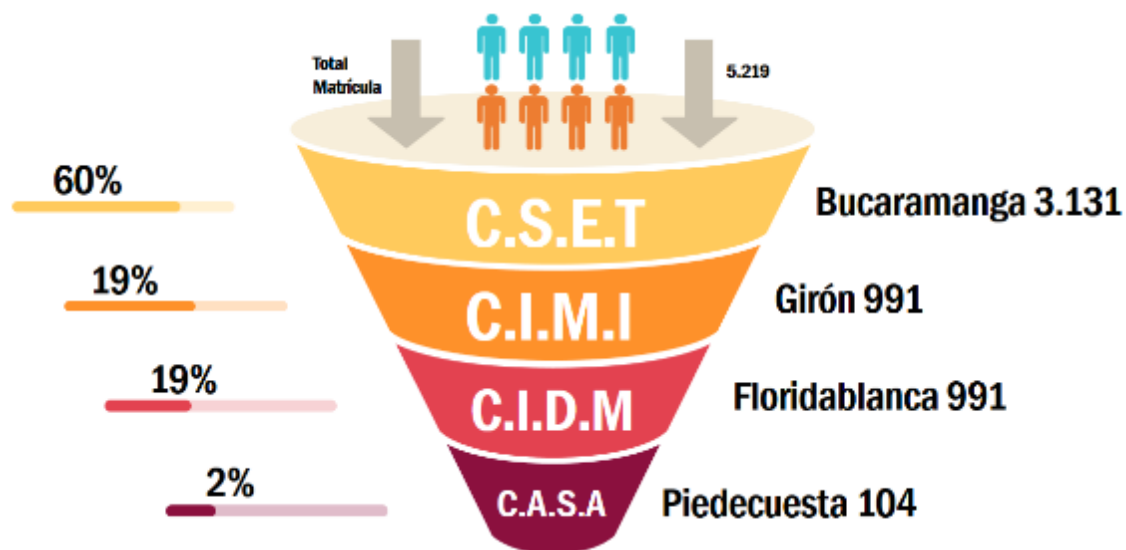 Total
Matrícula
5.219
60%
C.S.E.T
Bucaramanga 3.131
19%
C.I.M.I
Girón 991
19%
C.I.D.M
Floridablanca 991
2%
C.A.S.A
Piedecuesta 104